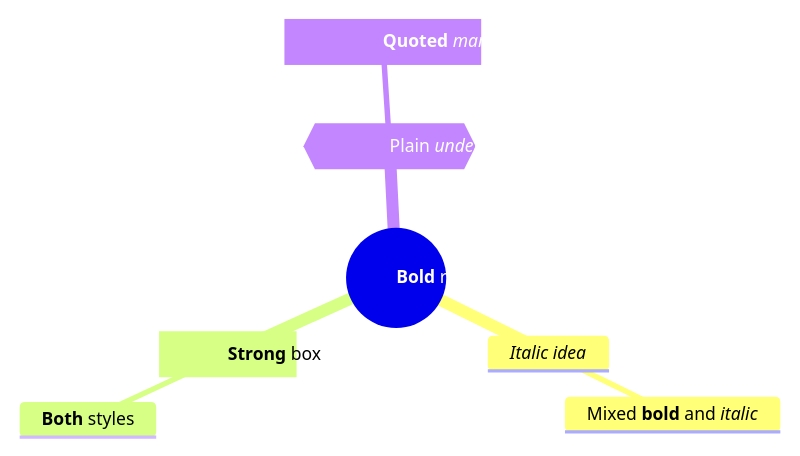 Quoted
Plain
Bold
Strong box
Italic idea
Both styles
Mixed bold and italic